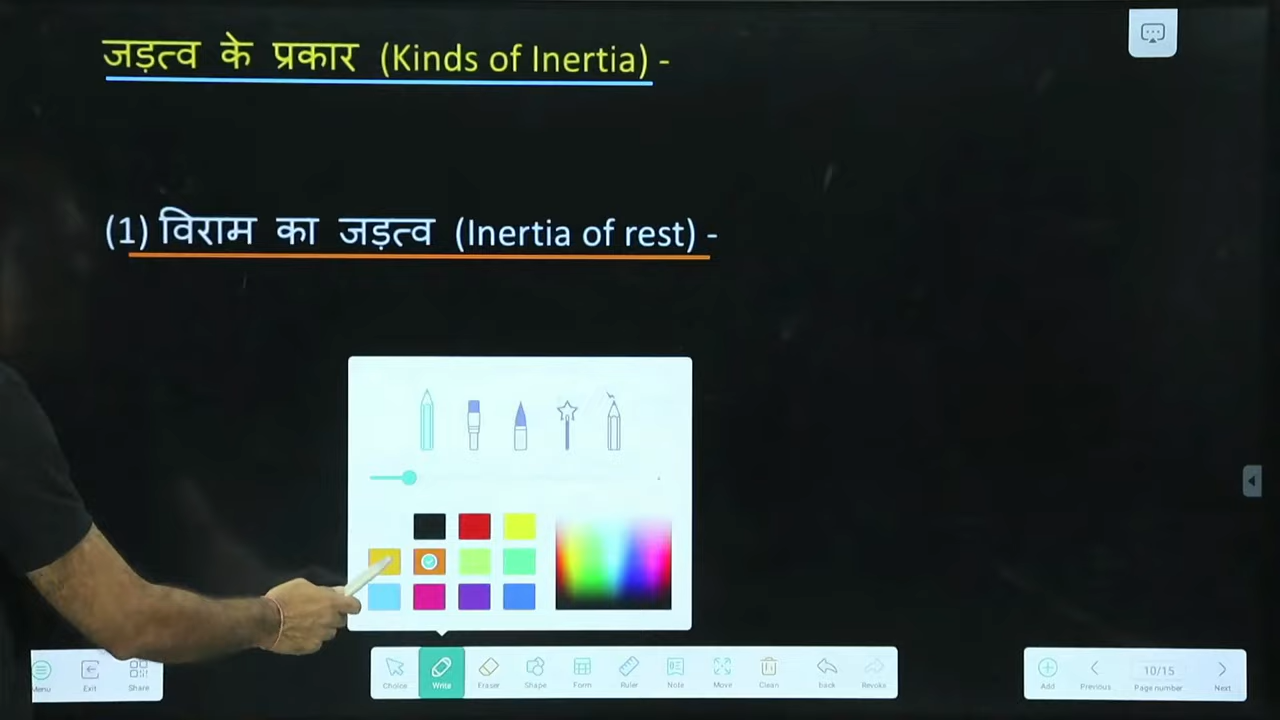 जड़त्व के प्रकार (Kinds of Inertia) -
(1) विराम का जड़त्व (Inertia of rest) -
Menu Exit Share
Choice Write Eraser Shape Form Ruler Note Move Clean back Revoke
Add Previous 10/15 Page number Next